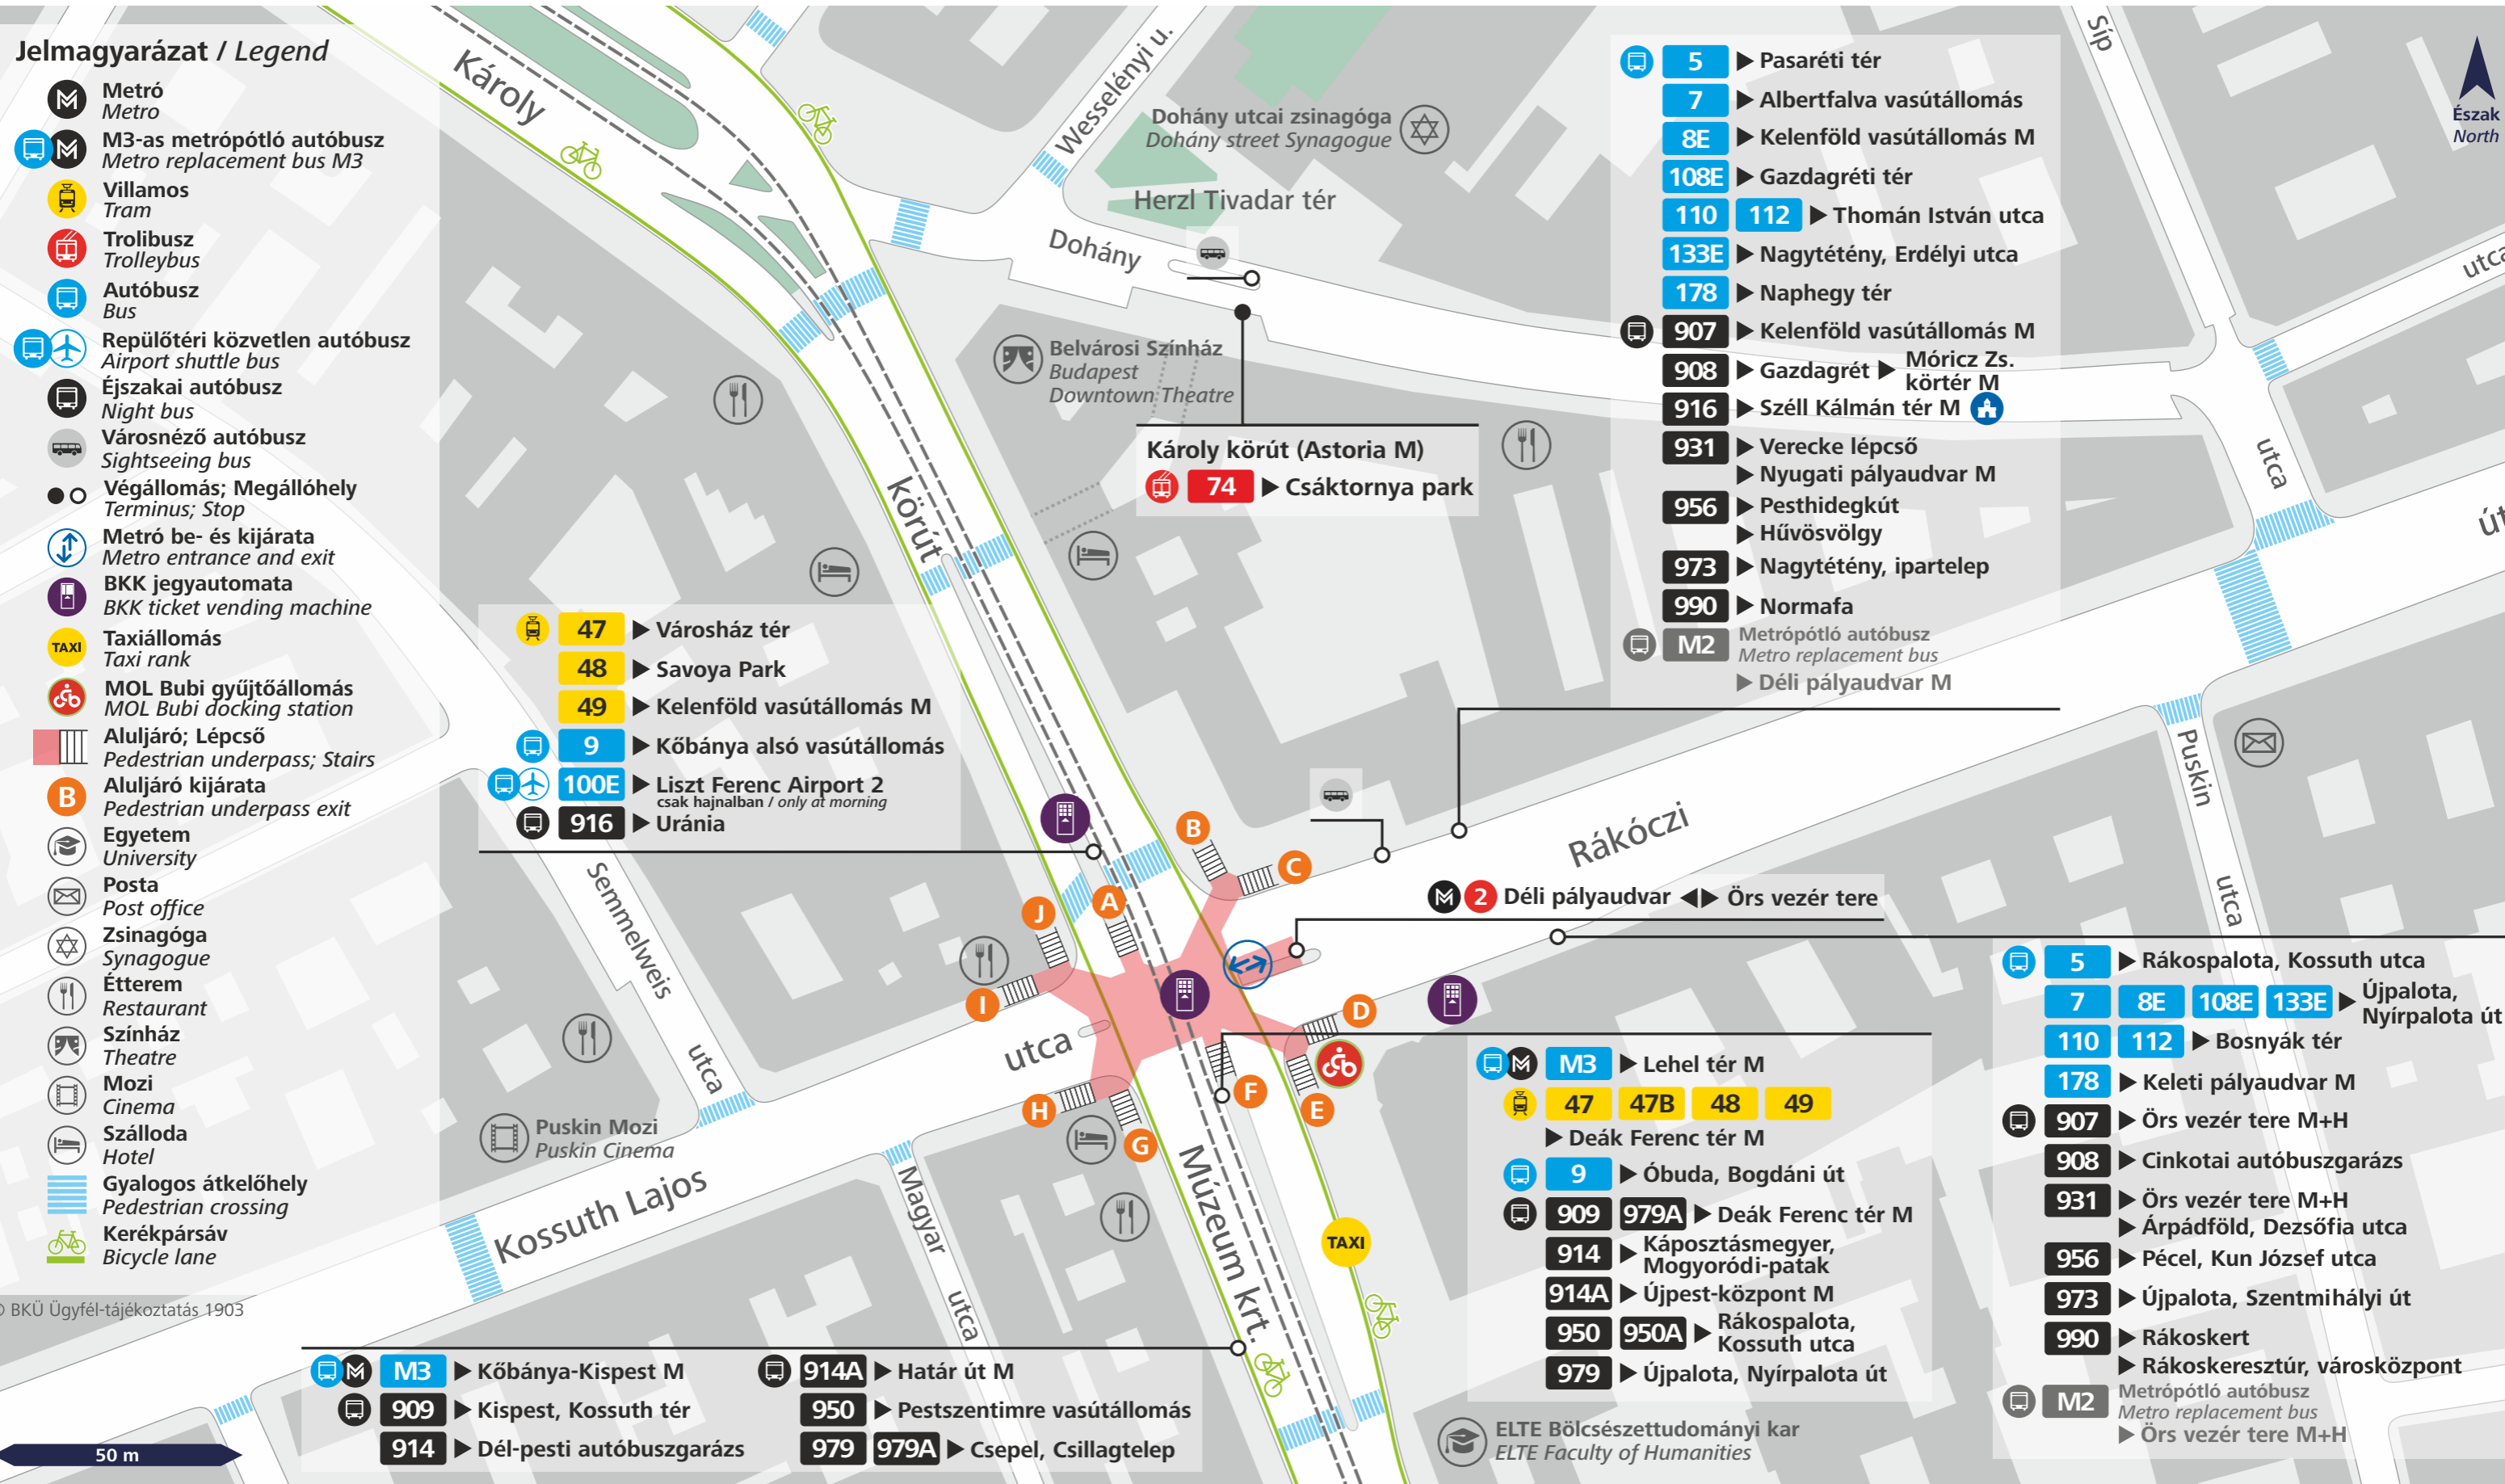 Jelmagyarázat / Legend
Metró
Metro
M3-as metrópótló autóbusz
Metro replacement bus M3
Villamos
Tram
Trolibusz
Trolleybus
Autóbusz
Bus
Repülőtéri közvetlen autóbusz
Airport shuttle bus
Éjszakai autóbusz
Night bus
Városnéző autóbusz
Sightseeing bus
Végállomás; Megállóhely
Terminus; Stop
Metró be- és kijárata
Metro entrance and exit
BKK jegyautomata
BKK ticket vending machine
TAXI
Taxiállomás
Taxi rank
MOL Bubi gyűjtőállomás
MOL Bubi docking station
Aluljáró; Lépcső
Pedestrian underpass; Stairs
B
Aluljáró kijárata
Pedestrian underpass exit
Egyetem
University
Posta
Post office
Zsinagóga
Synagogue
Étterem
Restaurant
Színház
Theatre
Mozi
Cinema
Szálloda
Hotel
Gyalogos átkelőhely
Pedestrian crossing
Kerékpársáv
Bicycle lane
© BKÜ Ügyfél-tájékoztatás 1903
50 m
Károly
körút
Wesselényi u.
Dohány utcai zsinagóga
Dohány street Synagogue
Herzl Tivadar tér
Dohány
utca
Síp
utca
Észak
North
Belvárosi Színház
Budapest
Downtown Theatre
Károly körút (Astoria M)
74 ▶ Csáktornya park
5 ▶ Pasaréti tér
7 ▶ Albertfalva vasútállomás
8E ▶ Kelenföld vasútállomás M
108E ▶ Gazdagréti tér
110 112 ▶ Thomán István utca
133E ▶ Nagytétény, Erdélyi utca
178 ▶ Naphegy tér
907 ▶ Kelenföld vasútállomás M
908 ▶ Gazdagrét ▶ Móricz Zs.
körtér M
916 ▶ Széll Kálmán tér M
931 ▶ Verecke lépcső
▶ Nyugati pályaudvar M
956 ▶ Pesthidegkút
▶ Hűvösvölgy
973 ▶ Nagytétény, ipartelep
990 ▶ Normafa
M2 Metrópótló autóbusz
Metro replacement bus
▶ Déli pályaudvar M
47 ▶ Városház tér
48 ▶ Savoya Park
49 ▶ Kelenföld vasútállomás M
9 ▶ Kőbánya alsó vasútállomás
100E ▶ Liszt Ferenc Airport 2
csak hajnalban / only at morning
916 ▶ Uránia
Rákóczi
út
Puskin
utca
Semmelweis
utca
B
C
A
J
I
D
E
F
G
H
2 Déli pályaudvar ◀▶ Örs vezér tere
utca
Kossuth Lajos
Puskin Mozi
Puskin Cinema
Magyar
utca
Múzeum krt.
TAXI
M3 ▶ Lehel tér M
47 47B 48 49
▶ Deák Ferenc tér M
9 ▶ Óbuda, Bogdáni út
909 979A ▶ Deák Ferenc tér M
914 ▶ Káposztásmegyer,
Mogyoródi-patak
914A ▶ Újpest-központ M
950 950A ▶ Rákospalota,
Kossuth utca
979 ▶ Újpalota, Nyírpalota út
5 ▶ Rákospalota, Kossuth utca
7 8E 108E 133E ▶ Újpalota,
Nyírpalota út
110 112 ▶ Bosnyák tér
178 ▶ Keleti pályaudvar M
907 ▶ Örs vezér tere M+H
908 ▶ Cinkotai autóbuszgarázs
931 ▶ Örs vezér tere M+H
▶ Árpádföld, Dezsőfia utca
956 ▶ Pécel, Kun József utca
973 ▶ Újpalota, Szentmihályi út
990 ▶ Rákoskert
▶ Rákoskeresztúr, városközpont
M2 Metrópótló autóbusz
Metro replacement bus
▶ Örs vezér tere M+H
M3 ▶ Kőbánya-Kispest M
909 ▶ Kispest, Kossuth tér
914 ▶ Dél-pesti autóbuszgarázs
914A ▶ Határ út M
950 ▶ Pestszentimre vasútállomás
979 979A ▶ Csepel, Csillagtelep
ELTE Bölcsészettudományi kar
ELTE Faculty of Humanities